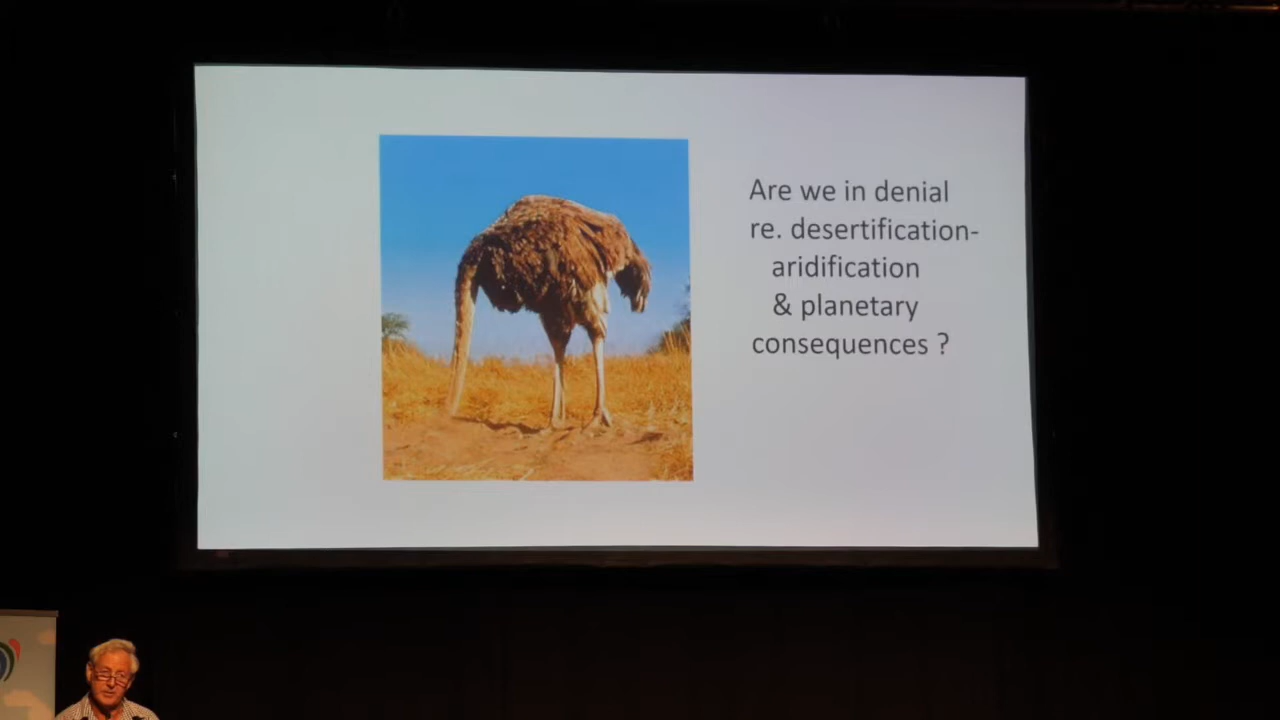 Are we in denial
re. desertification-
aridification
& planetary
consequences ?